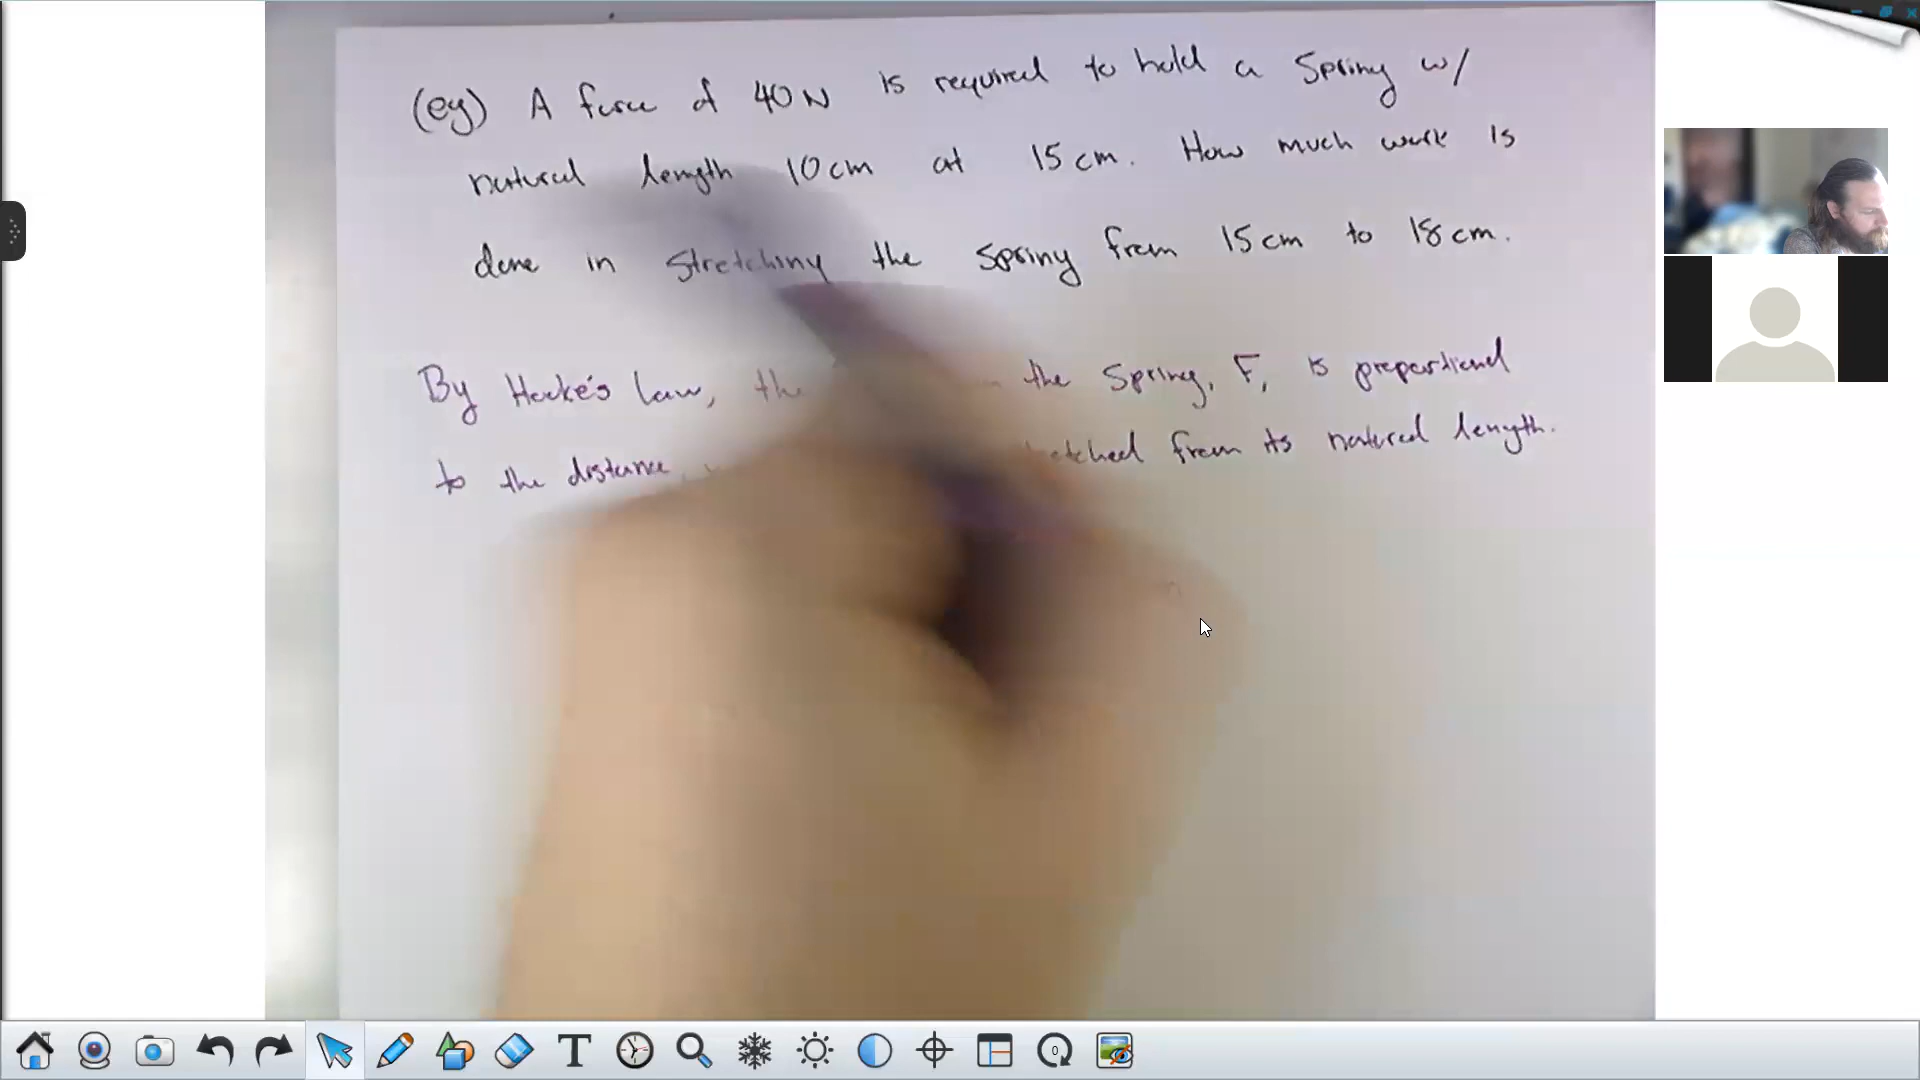 (eg) A force of 40 N is required to hold a spring w/
natural length 10 cm at 15 cm. How much work is
done in stretching the spring from 15 cm to 18 cm.
By Hooke's law, the the spring, F, is proportional
to the distance, from its natural length.